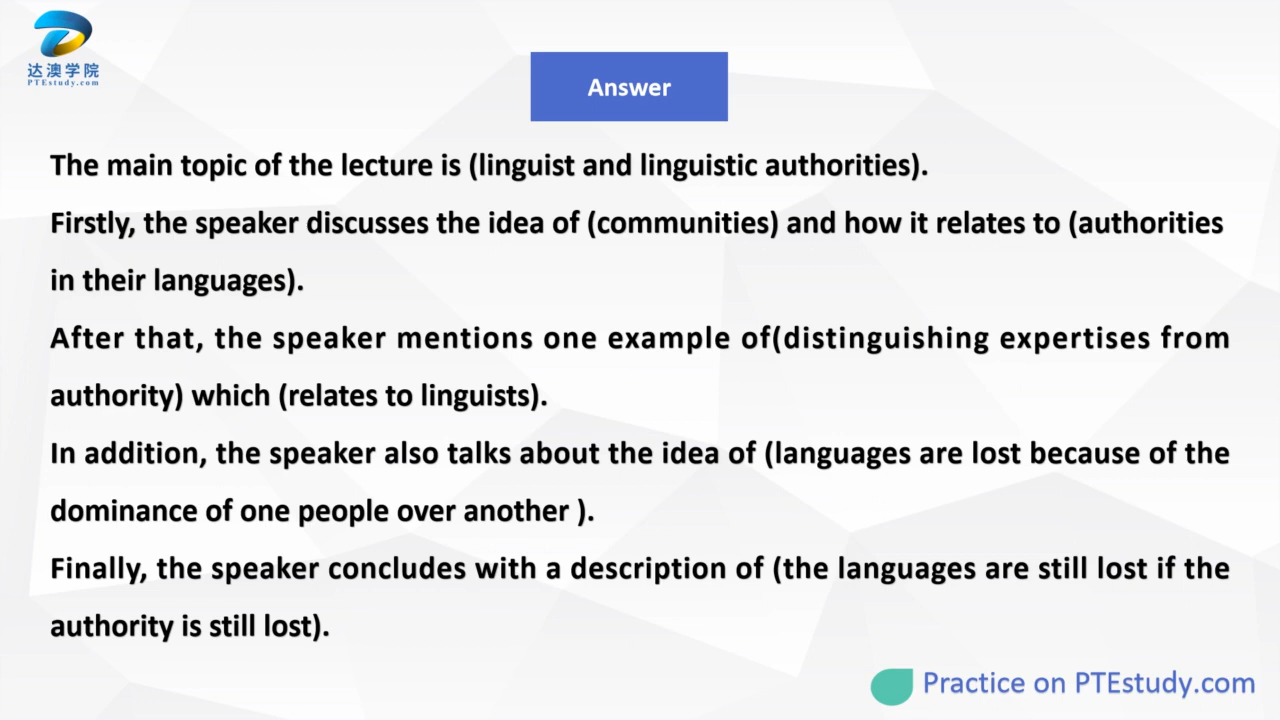 达澳学院
PTEstudy.com
Answer
The main topic of the lecture is (linguist and linguistic authorities).
Firstly, the speaker discusses the idea of (communities) and how it relates to (authorities
in their languages).
After that, the speaker mentions one example of(distinguishing expertises from
authority) which (relates to linguists).
In addition, the speaker also talks about the idea of (languages are lost because of the
dominance of one people over another ).
Finally, the speaker concludes with a description of (the languages are still lost if the
authority is still lost).
Practice on PTEstudy.com